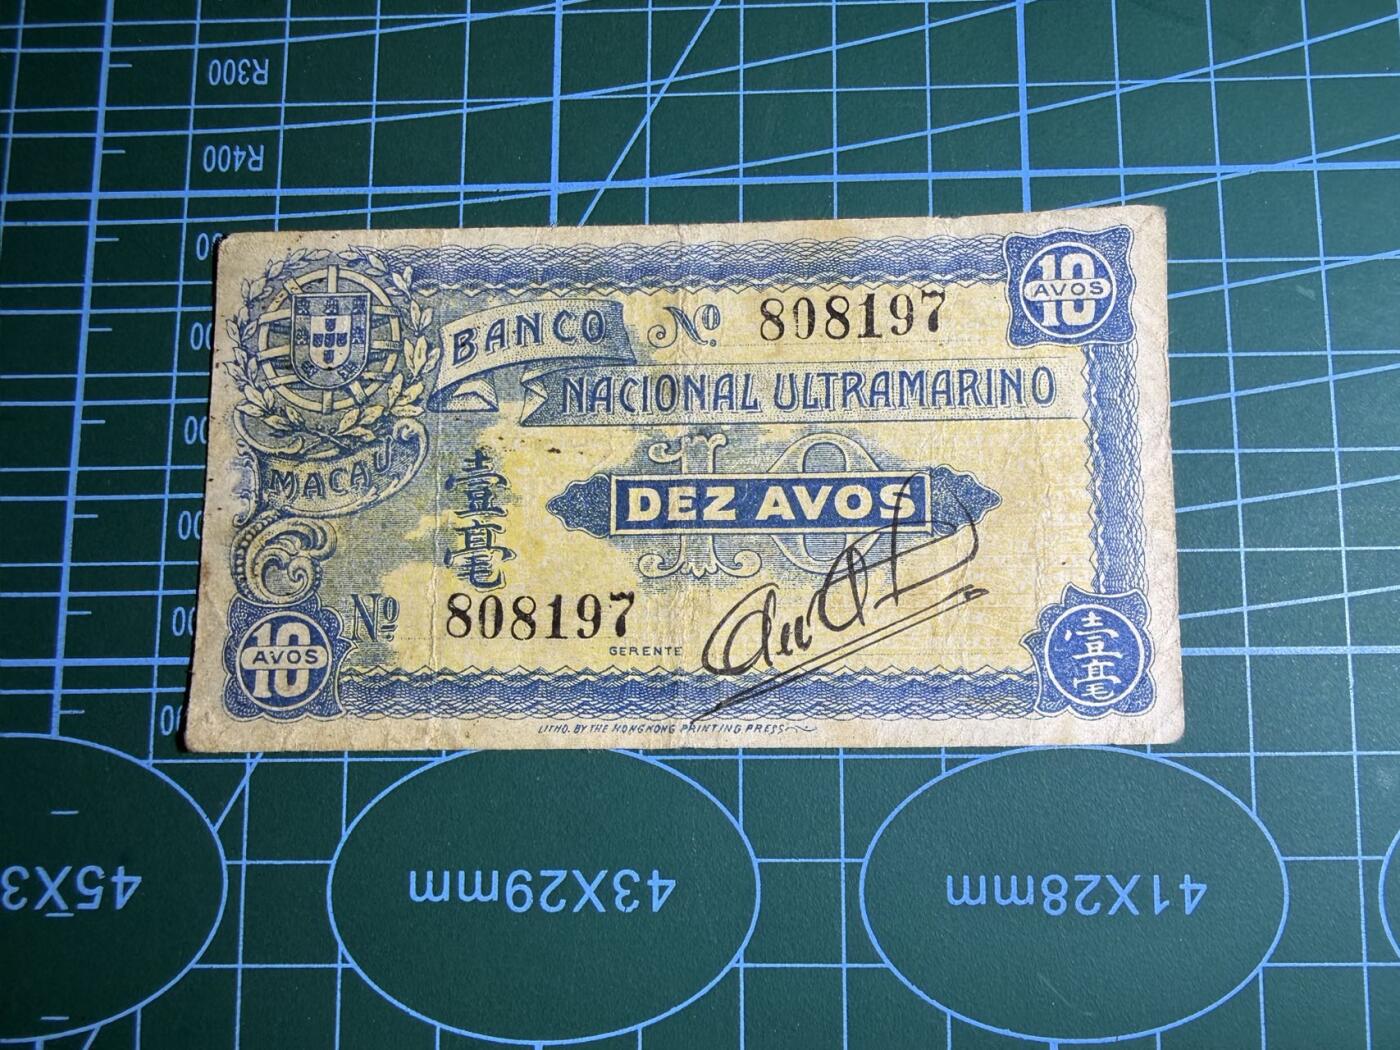 R300
R400
10
AVOS
BANCO
Nº 808197
NACIONAL ULTRAMARINO
MACAU
10
DEZ AVOS
壹毫
Nº 808197
GERENTE
10
AVOS
壹毫
LITHO. BY THE HONGKONG PRINTING PRESS
45X3
43X29mm
41X28mm